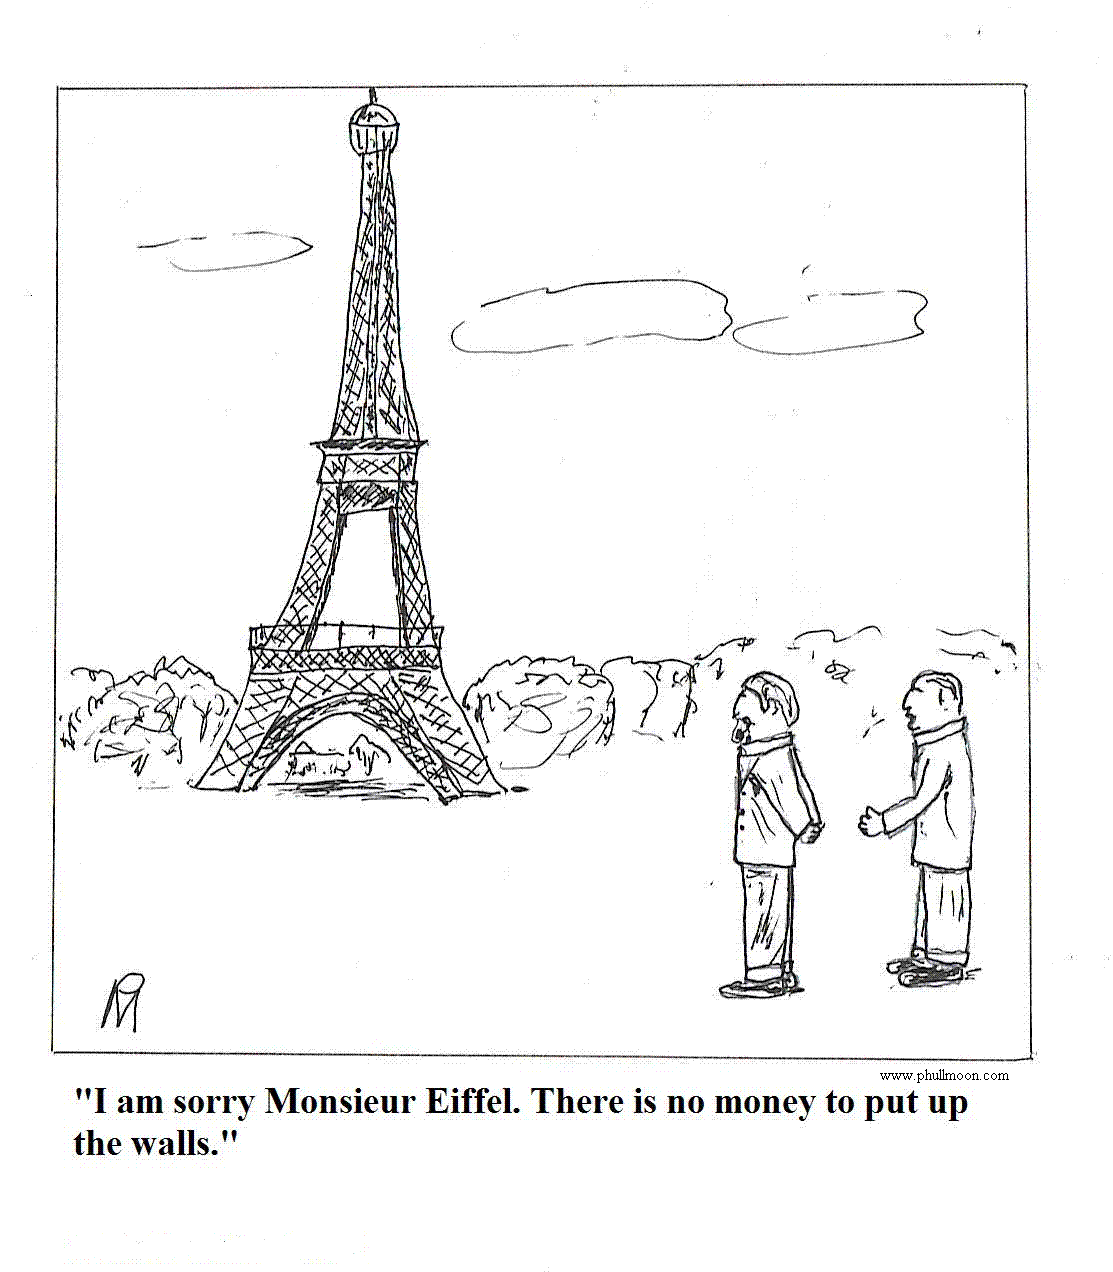 www.phullmoon.com
"I am sorry Monsieur Eiffel. There is no money to put up
the walls."